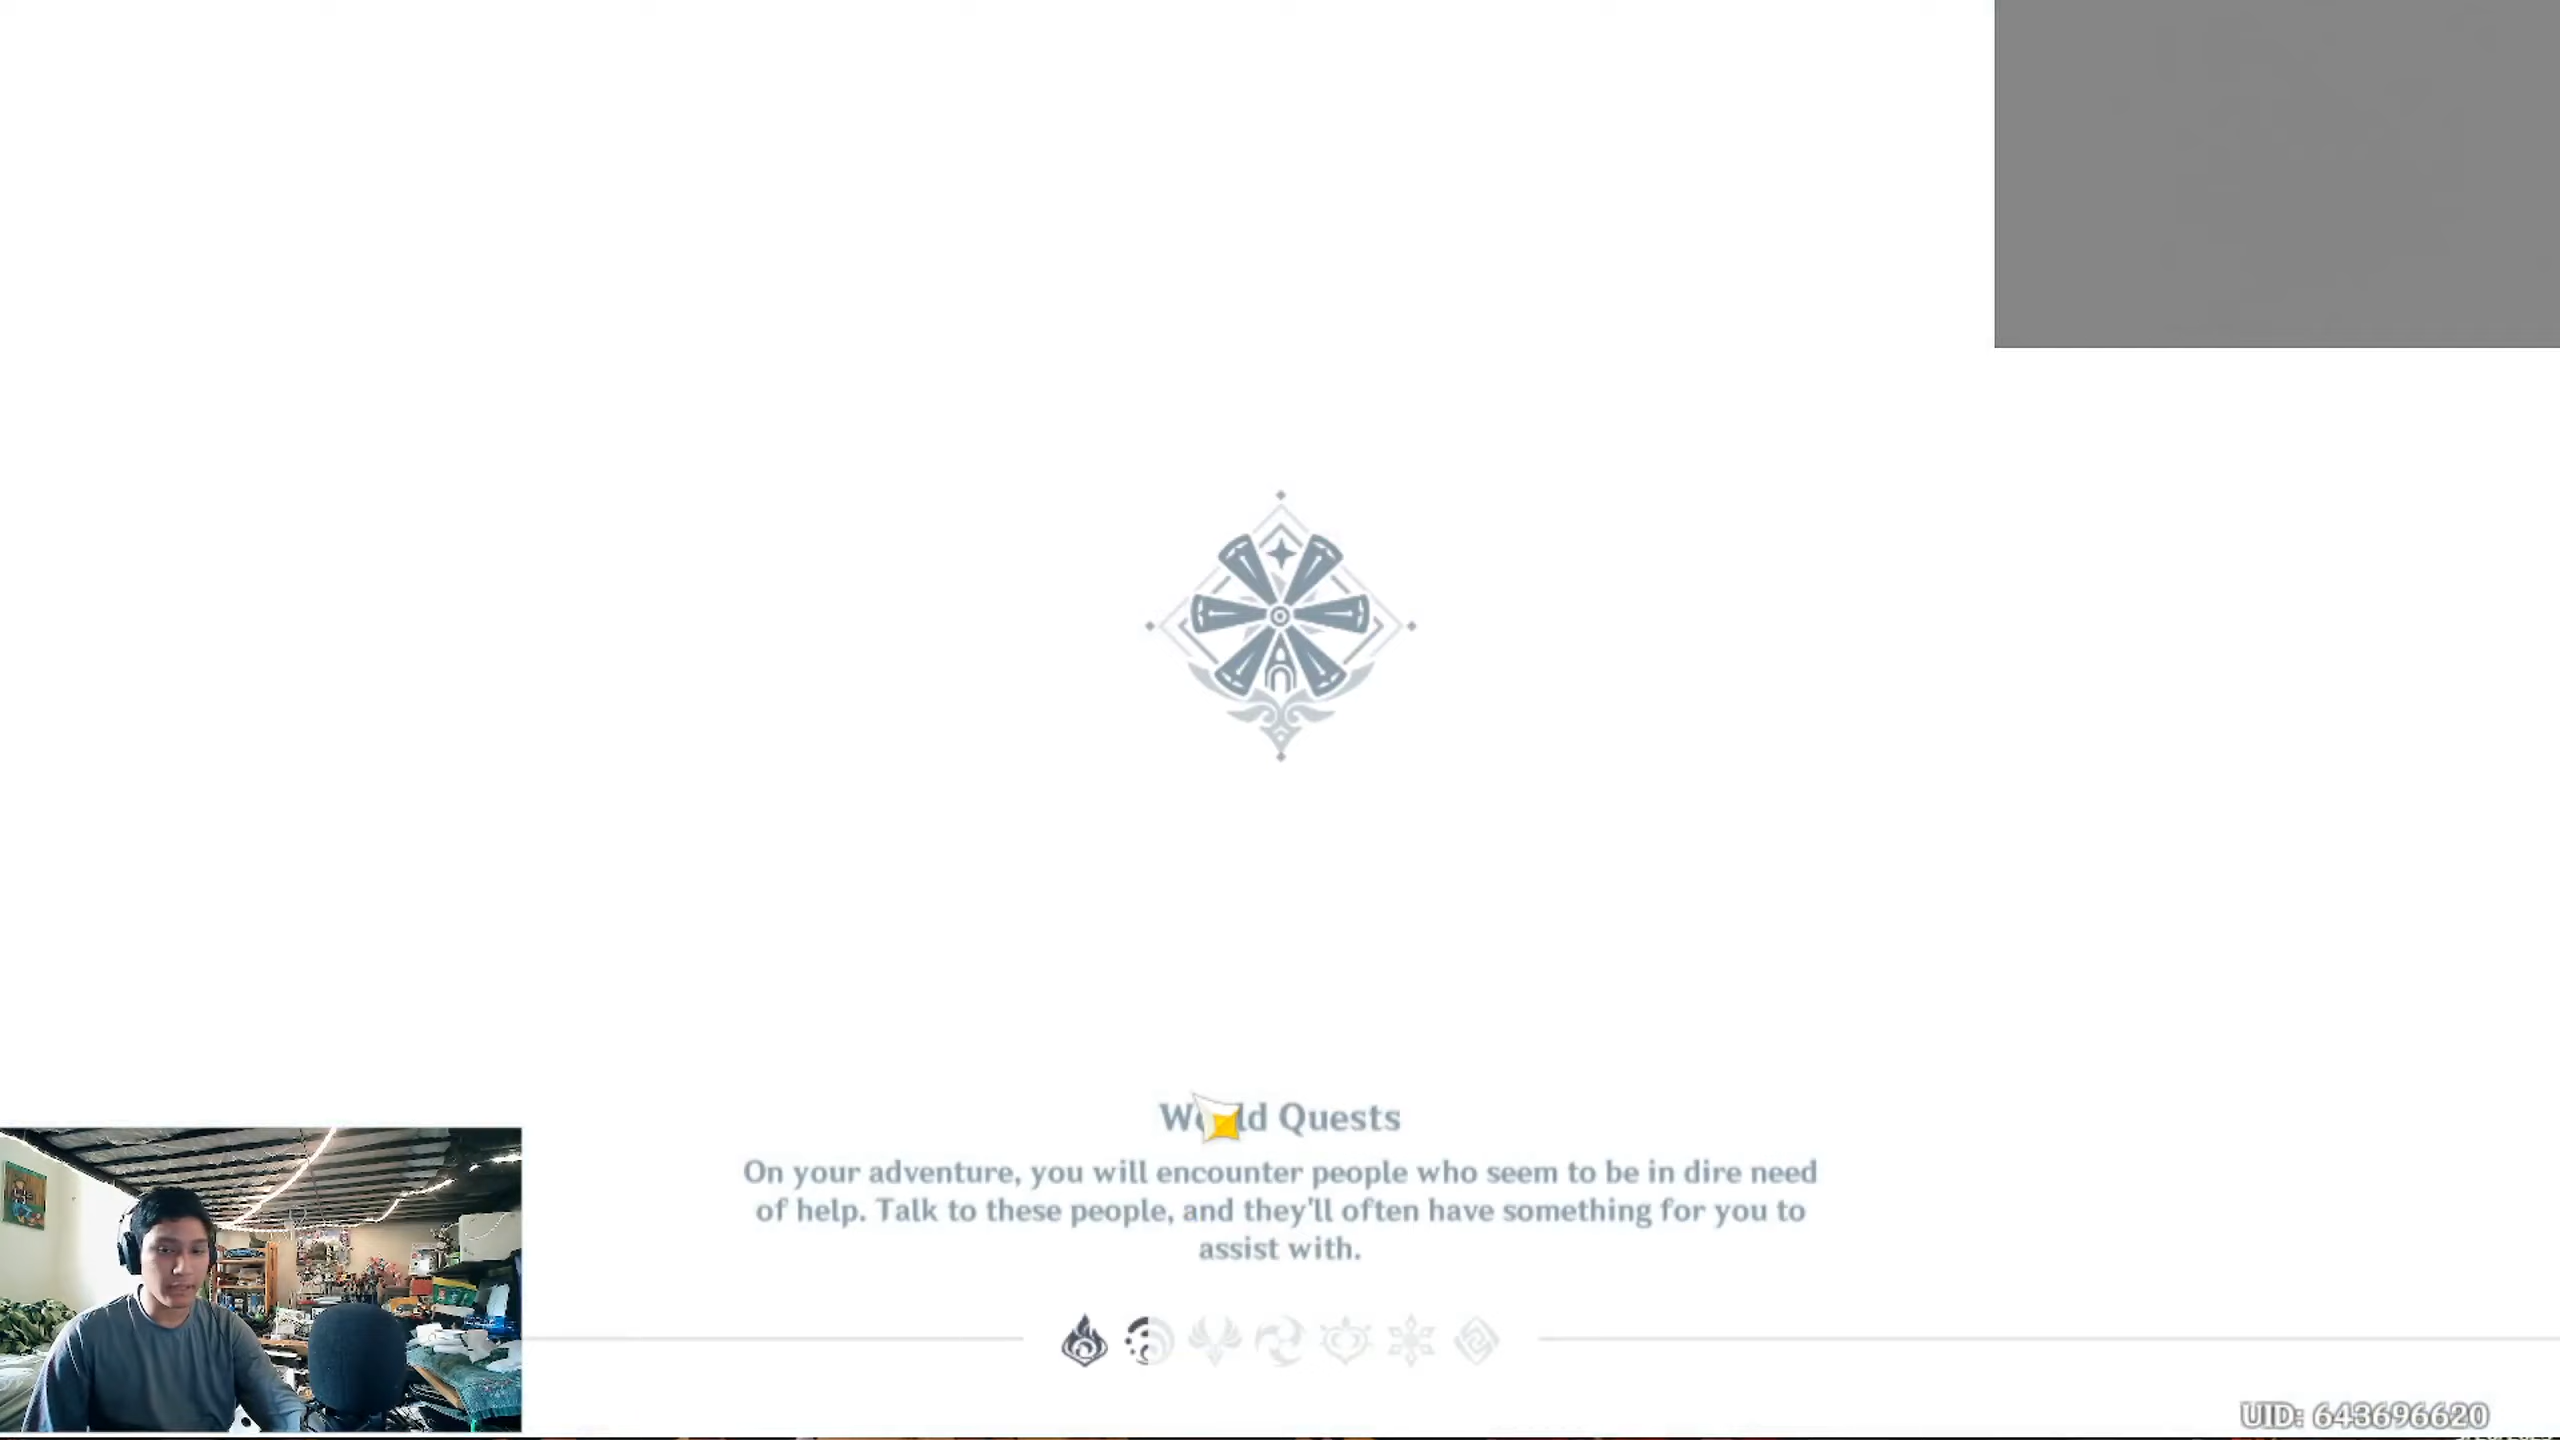 World Quests
On your adventure, you will encounter people who seem to be in dire need
of help. Talk to these people, and they'll often have something for you to
assist with.
UID: 643696620